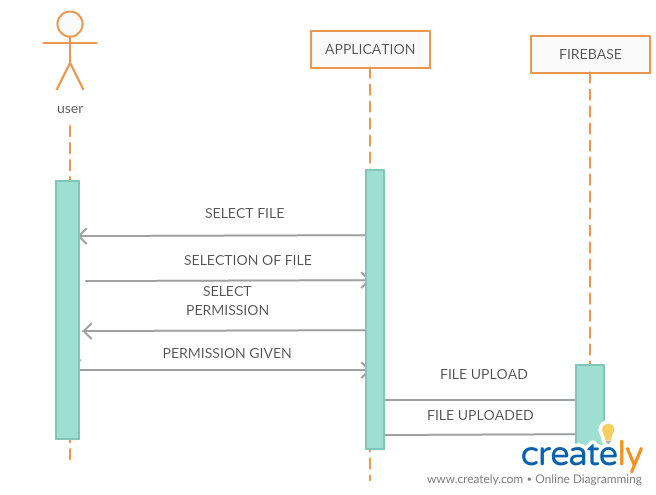 APPLICATION
FIREBASE
user
SELECT FILE
SELECTION OF FILE
SELECT
PERMISSION
PERMISSION GIVEN
FILE UPLOAD
FILE UPLOADED
creately
www.creately.com • Online Diagramming